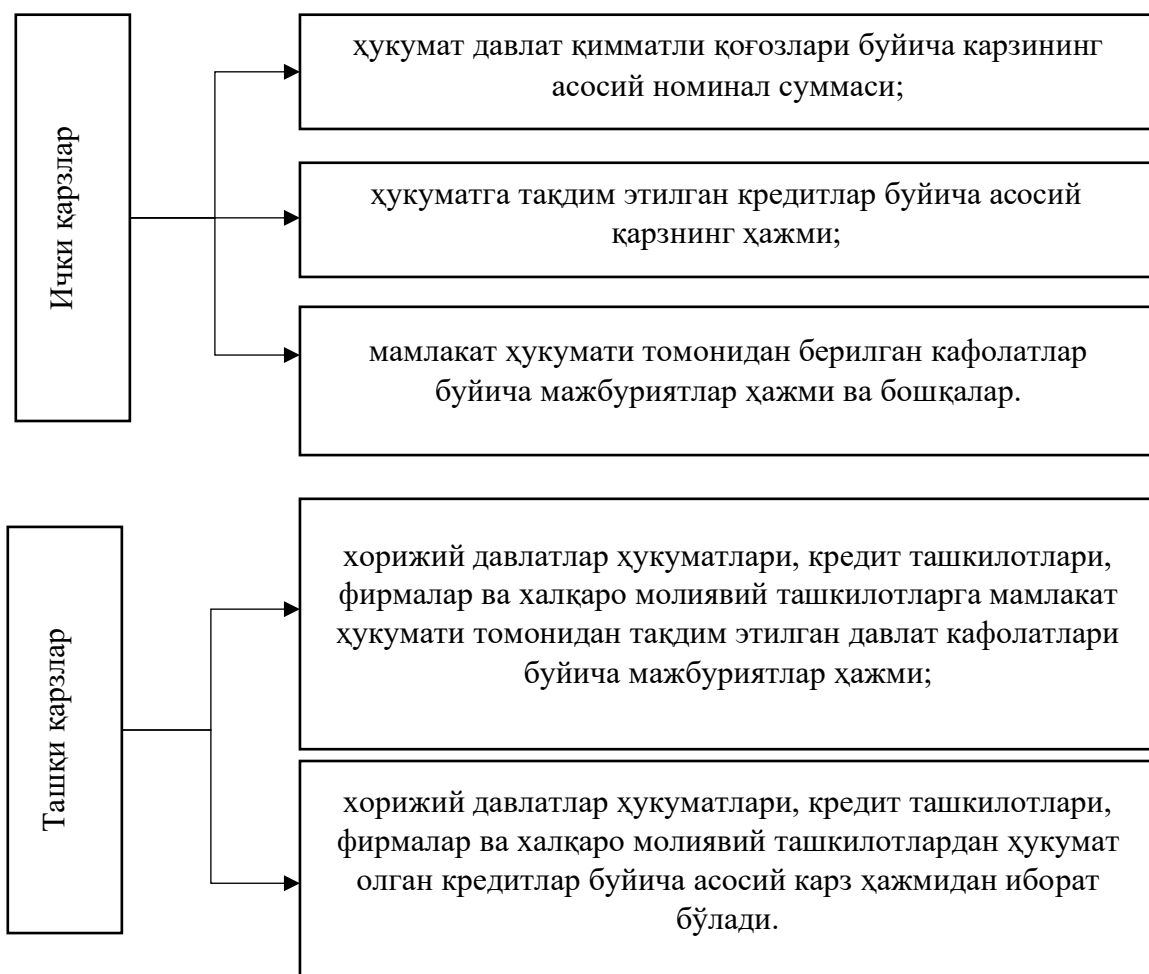 Ички қарзлар
ҳукумат давлат қимматли қоғозлари буйича карзининг
асосий номинал суммаси;
ҳукуматга тақдим этилган кредитлар буйича асосий
қарзнинг ҳажми;
мамлакат ҳукумати томонидан берилган кафолатлар
буйича мажбуриятлар ҳажми ва бошқалар.
Ташқи қарзлар
хорижий давлатлар ҳукуматлари, кредит ташкилотлари,
фирмалар ва халқаро молиявий ташкилотларга мамлакат
ҳукумати томонидан тақдим этилган давлат кафолатлари
буйича мажбуриятлар ҳажми;
хорижий давлатлар ҳукуматлари, кредит ташкилотлари,
фирмалар ва халқаро молиявий ташкилотлардан ҳукумат
олган кредитлар буйича асосий карз ҳажмидан иборат
бўлади.